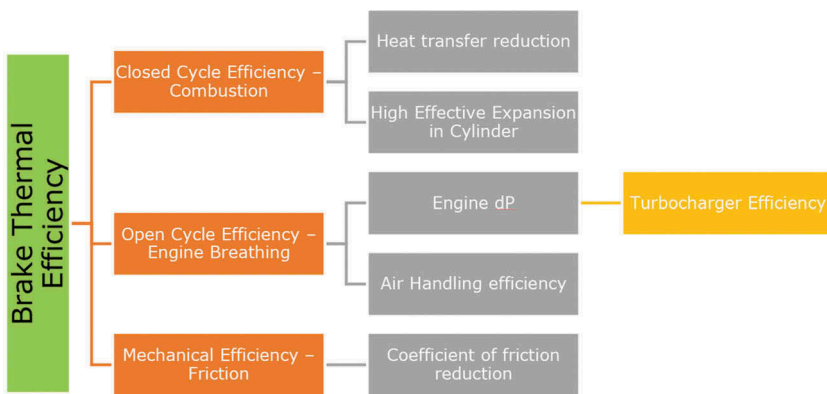 Brake Thermal
Efficiency
Closed Cycle Efficiency –
Combustion
Heat transfer reduction
High Effective Expansion
in Cylinder
Open Cycle Efficiency –
Engine Breathing
Engine dP
Turbocharger Efficiency
Air Handling efficiency
Mechanical Efficiency –
Friction
Coefficient of friction
reduction